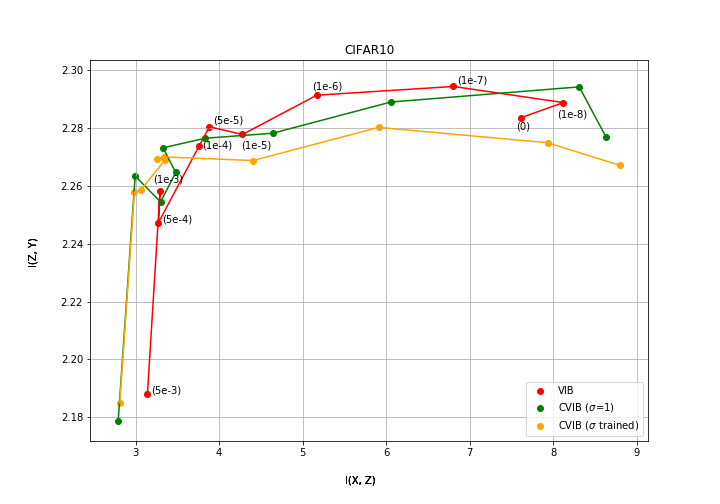 CIFAR10
2.30
2.28
2.26
2.24
2.22
2.20
2.18
I(Z, Y)
(1e-6)
(1e-7)
(1e-8)
(0)
(5e-5)
(1e-4)
(1e-5)
(1e-3)
(5e-4)
(5e-3)
VIB
CVIB (σ=1)
CVIB (σ trained)
3
4
5
6
7
8
9
I(X, Z)